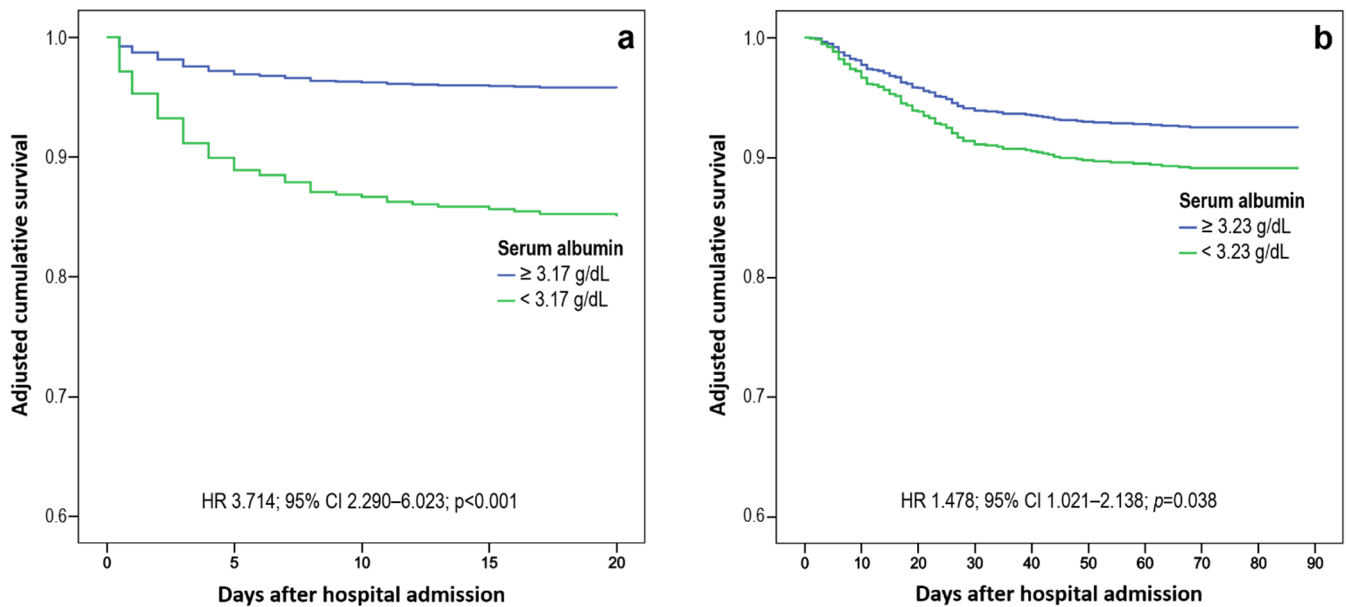 a
1.0
0.9
0.8
0.7
0.6
Adjusted cumulative survival
Serum albumin
≥ 3.17 g/dL
< 3.17 g/dL
HR 3.714; 95% CI 2.290–6.023; p<0.001
0 5 10 15 20
Days after hospital admission
b
1.0
0.9
0.8
0.7
0.6
Adjusted cumulative survival
Serum albumin
≥ 3.23 g/dL
< 3.23 g/dL
HR 1.478; 95% CI 1.021–2.138; p=0.038
0 10 20 30 40 50 60 70 80 90
Days after hospital admission